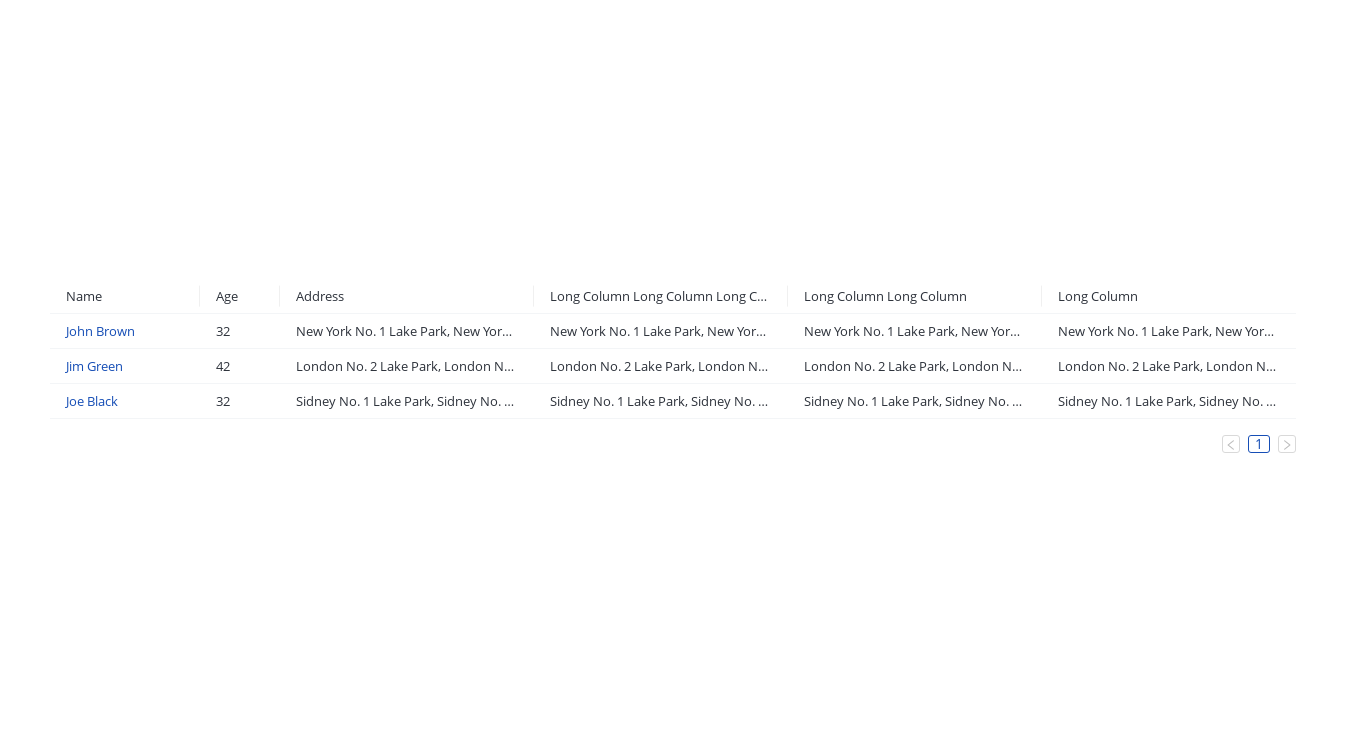 Name Age Address Long Column Long Column Long C... Long Column Long Column Long Column
John Brown 32 New York No. 1 Lake Park, New Yor... New York No. 1 Lake Park, New Yor... New York No. 1 Lake Park, New Yor... New York No. 1 Lake Park, New Yor...
Jim Green 42 London No. 2 Lake Park, London N... London No. 2 Lake Park, London N... London No. 2 Lake Park, London N... London No. 2 Lake Park, London N...
Joe Black 32 Sidney No. 1 Lake Park, Sidney No. ... Sidney No. 1 Lake Park, Sidney No. ... Sidney No. 1 Lake Park, Sidney No. ... Sidney No. 1 Lake Park, Sidney No. ...
1